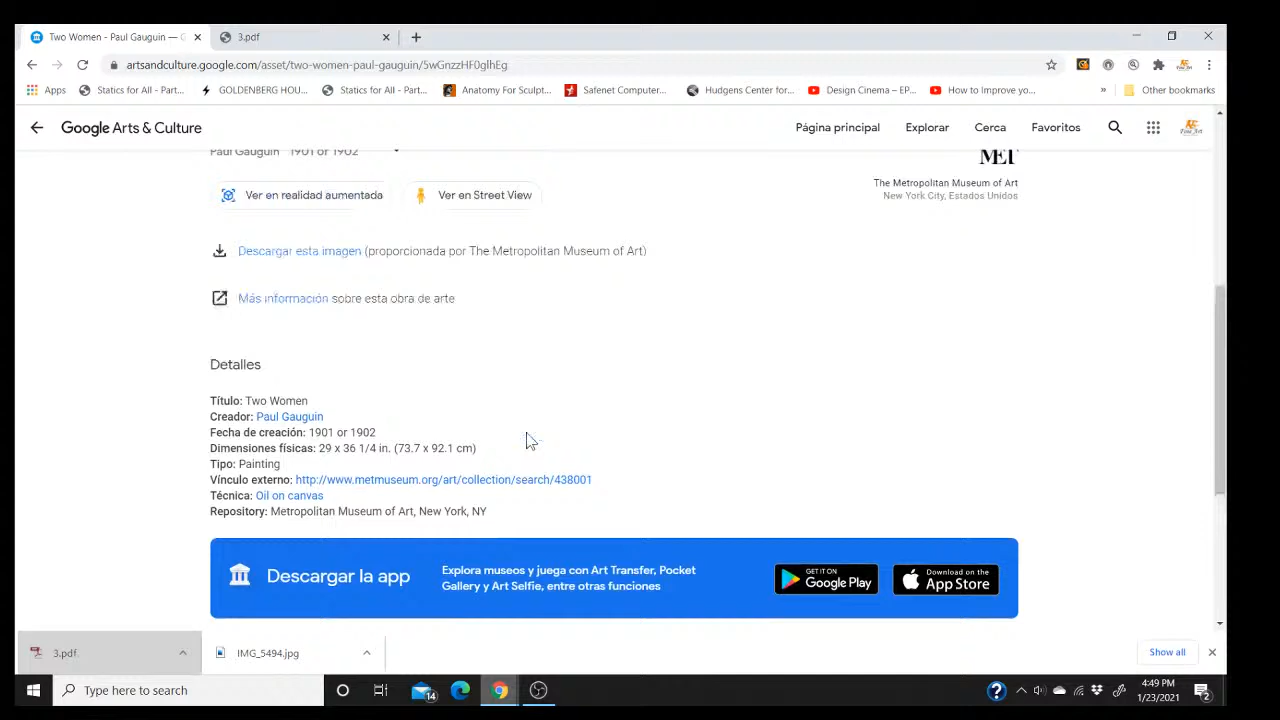 Two Women - Paul Gauguin — G
3.pdf
artsandculture.google.com/asset/two-women-paul-gauguin/5wGnzzHF0glhEg
Apps
Statics for All - Part...
GOLDENBERG HOU...
Statics for All - Part...
Anatomy For Sculpt...
Safenet Computer...
Hudgens Center for...
Design Cinema – EP...
How to Improve yo...
»
Other bookmarks
Google Arts & Culture
Página principal
Explorar
Cerca
Favoritos
Paul Gauguin 1901 or 1902
MET
Ver en realidad aumentada
Ver en Street View
The Metropolitan Museum of Art
New York City, Estados Unidos
Descargar esta imagen (proporcionada por The Metropolitan Museum of Art)
Más información sobre esta obra de arte
Detalles
Título: Two Women
Creador: Paul Gauguin
Fecha de creación: 1901 or 1902
Dimensiones físicas: 29 x 36 1/4 in. (73.7 x 92.1 cm)
Tipo: Painting
Vínculo externo: http://www.metmuseum.org/art/collection/search/438001
Técnica: Oil on canvas
Repository: Metropolitan Museum of Art, New York, NY
Descargar la app
Explora museos y juega con Art Transfer, Pocket
Gallery y Art Selfie, entre otras funciones
GET IT ON
Google Play
Download on the
App Store
3.pdf
IMG_5494.jpg
Show all
Type here to search
14
4:49 PM
1/23/2021
2